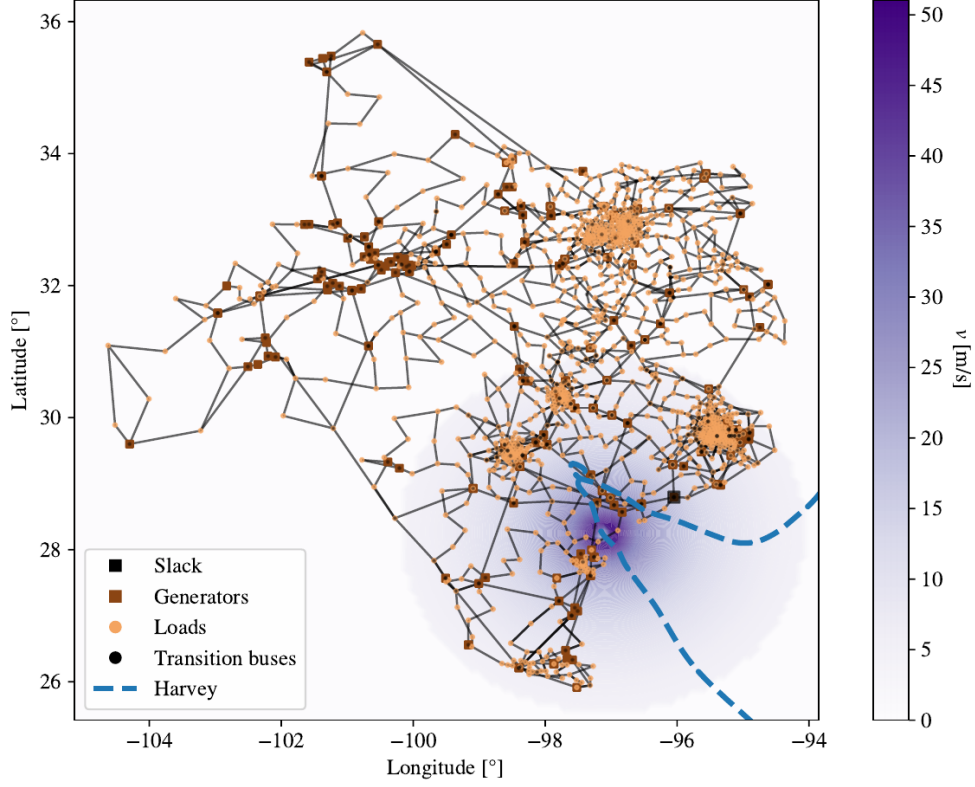 36
34
32
30
28
26
Latitude [°]
−104
−102
−100
−98
−96
−94
Longitude [°]
Slack
Generators
Loads
Transition buses
Harvey
50
45
40
35
30
25
20
15
10
5
0
v [m/s]